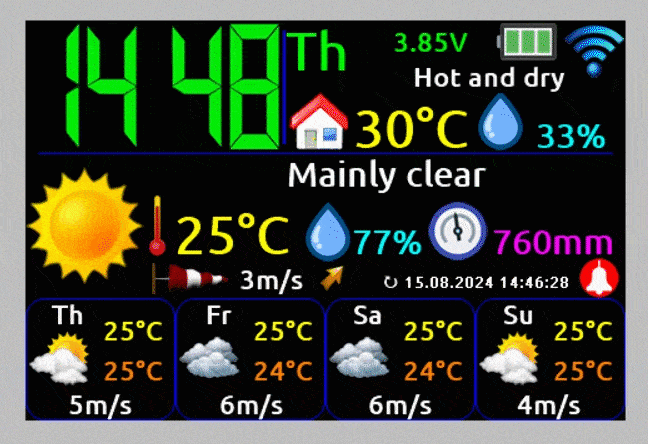 14 48 Th 3.85V
Hot and dry
30°C 33%
Mainly clear
25°C 77% 760mm
3m/s 15.08.2024 14:46:28
Th Fr Sa Su
25°C 25°C 25°C 25°C
25°C 24°C 24°C 25°C
5m/s 6m/s 6m/s 4m/s